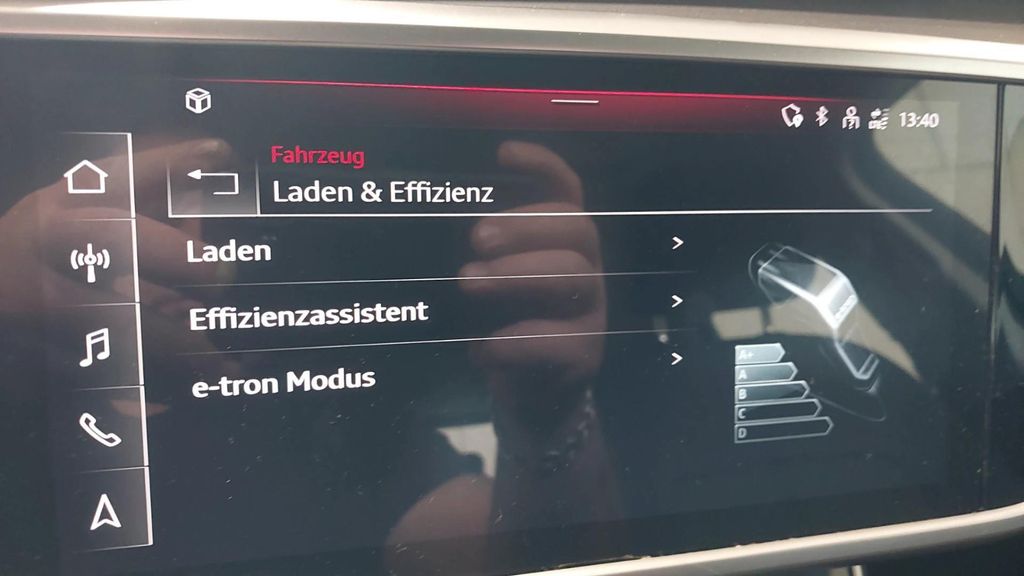 13:40
Fahrzeug
Laden & Effizienz
Laden
Effizienzassistent
e-tron Modus
A+
A
B
C
D